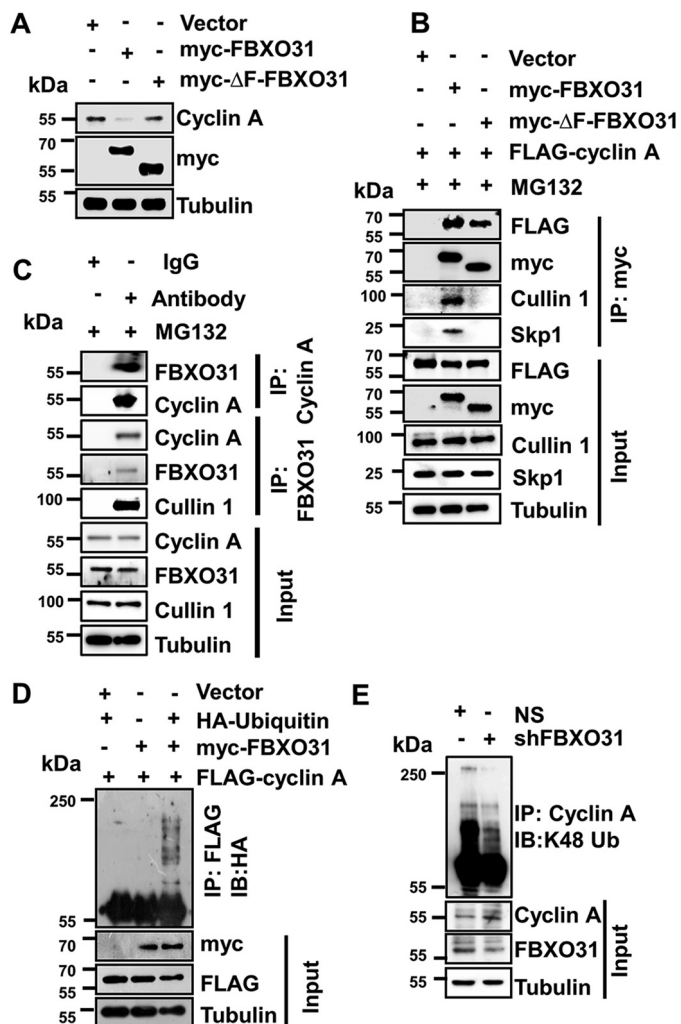 A
+ - - Vector
- + - myc-FBXO31
- - + myc-ΔF-FBXO31
kDa
55 Cyclin A
70
55 myc
55 Tubulin
B
+ - - Vector
- + - myc-FBXO31
- - + myc-ΔF-FBXO31
+ + + FLAG-cyclin A
+ + + MG132
kDa
70
55 FLAG
70
55 myc
100 Cullin 1
25 Skp1
IP: myc
70
55 FLAG
70
55 myc
100 Cullin 1
25 Skp1
55 Tubulin
Input
C
+ - IgG
- + Antibody
+ + MG132
kDa
55 FBXO31
55 Cyclin A
IP: Cyclin A
Cyclin A
55 FBXO31
100 Cullin 1
IP: FBXO31
55 Cyclin A
55 FBXO31
100 Cullin 1
55 Tubulin
Input
D
+ - - Vector
+ - + HA-Ubiquitin
- + + myc-FBXO31
+ + + FLAG-cyclin A
kDa
250
55
IP: FLAG
IB:HA
70 myc
70
55 FLAG
55 Tubulin
Input
E
+ - NS
- + shFBXO31
kDa
250
IP: Cyclin A
IB:K48 Ub
55
55 Cyclin A
55 FBXO31
55 Tubulin
Input